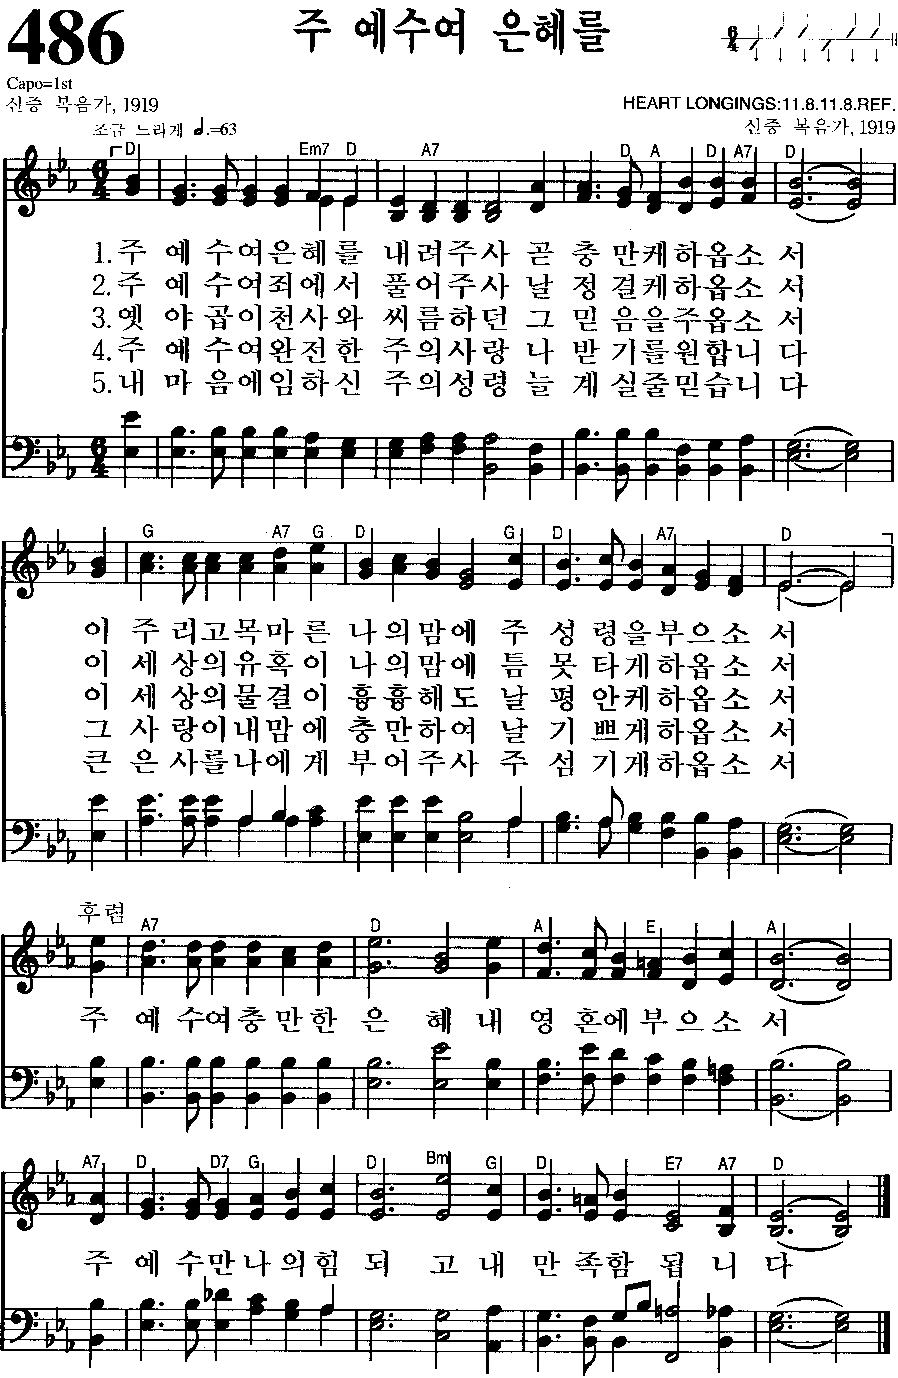 486
주 예수여 은혜를
6/4
Capo=1st
신증 복음가, 1919
HEART LONGINGS:11.8.11.8.REF.
조금 느리게 𝅗𝅥.=63
신증 복음가, 1919
D Em7 D A7 D A D A7 D
1.주 예 수여은혜를 내려주사 곧 충 만케하옵소 서
2.주 예 수여죄에서 풀어주사 날 정 결케하옵소 서
3.옛 야 곱이천사와 씨름하던 그 믿 음을주옵소 서
4.주 예 수여완전한 주의사랑 나 받 기를원합니 다
5.내 마 음에임하신 주의성령 늘 계 실줄믿습니 다
G A7 G D G D A7 D
이 주 리고목마른 나의맘에 주 성 령을부으소 서
이 세 상의유혹이 나의맘에 틈 못 타게하옵소 서
이 세 상의물결이 흉흉해도 날 평 안케하옵소 서
그 사 랑이내맘에 충만하여 날 기 쁘게하옵소 서
큰 은 사를나에게 부어주사 주 섬 기게하옵소 서
후렴
A7 D A E A
주 예 수여충만한 은 혜 내 영 혼에부으소 서
A7 D D7 G D Bm G D E7 A7 D
주 예 수만나의힘 되 고 내 만 족함 됩 니 다